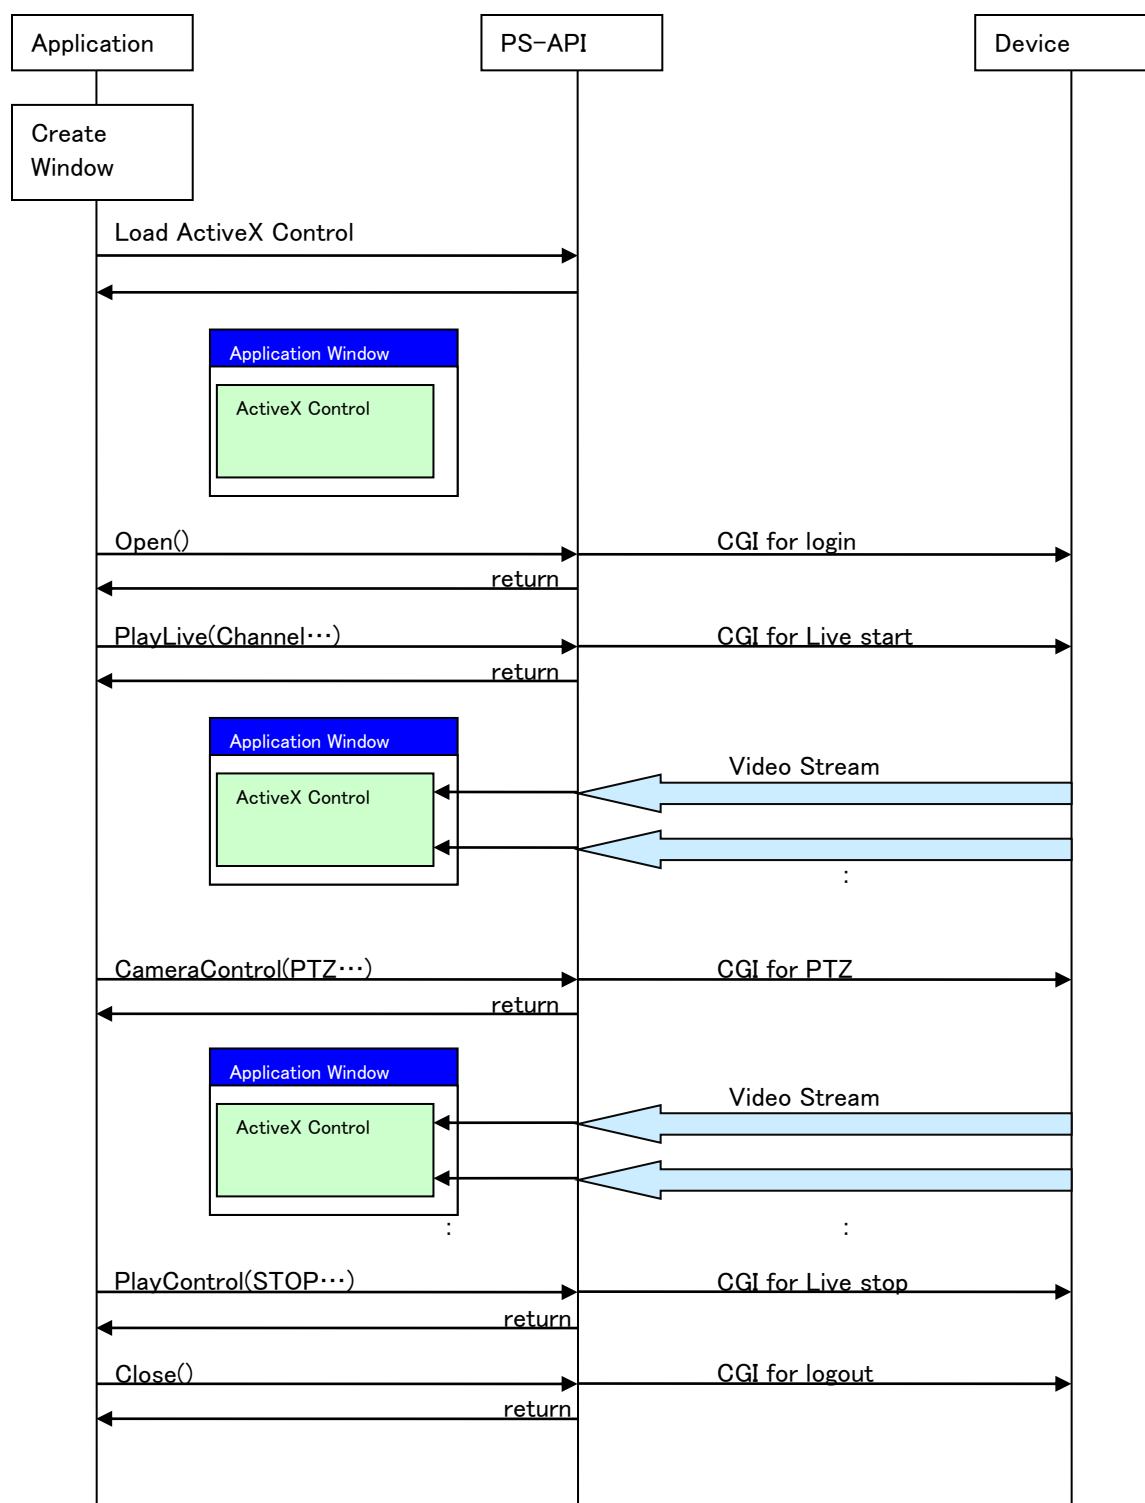 Application
PS-API
Device
Create
Window
Load ActiveX Control
Application Window
ActiveX Control
Open()
CGI for login
return
PlayLive(Channel…)
CGI for Live start
return
Application Window
Video Stream
ActiveX Control
:
CameraControl(PTZ…)
CGI for PTZ
return
Application Window
Video Stream
ActiveX Control
:
:
PlayControl(STOP…)
CGI for Live stop
return
Close()
CGI for logout
return